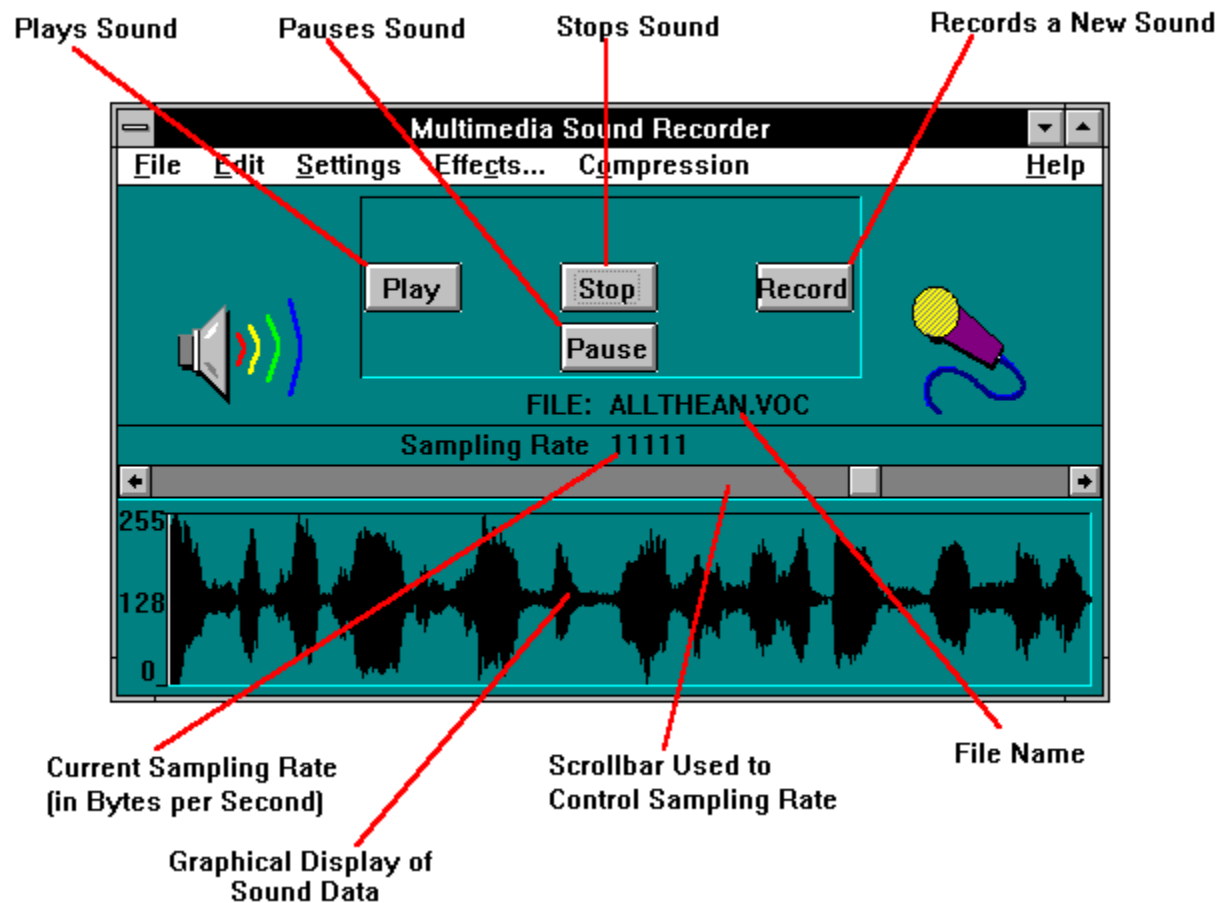 Plays Sound Pauses Sound Stops Sound Records a New Sound
Multimedia Sound Recorder
File Edit Settings Effects... Compression Help
Play Stop Record
Pause
FILE: ALLTHEAN.VOC
Sampling Rate 11111
255
128
0
Current Sampling Rate
(in Bytes per Second)
Scrollbar Used to
Control Sampling Rate
File Name
Graphical Display of
Sound Data